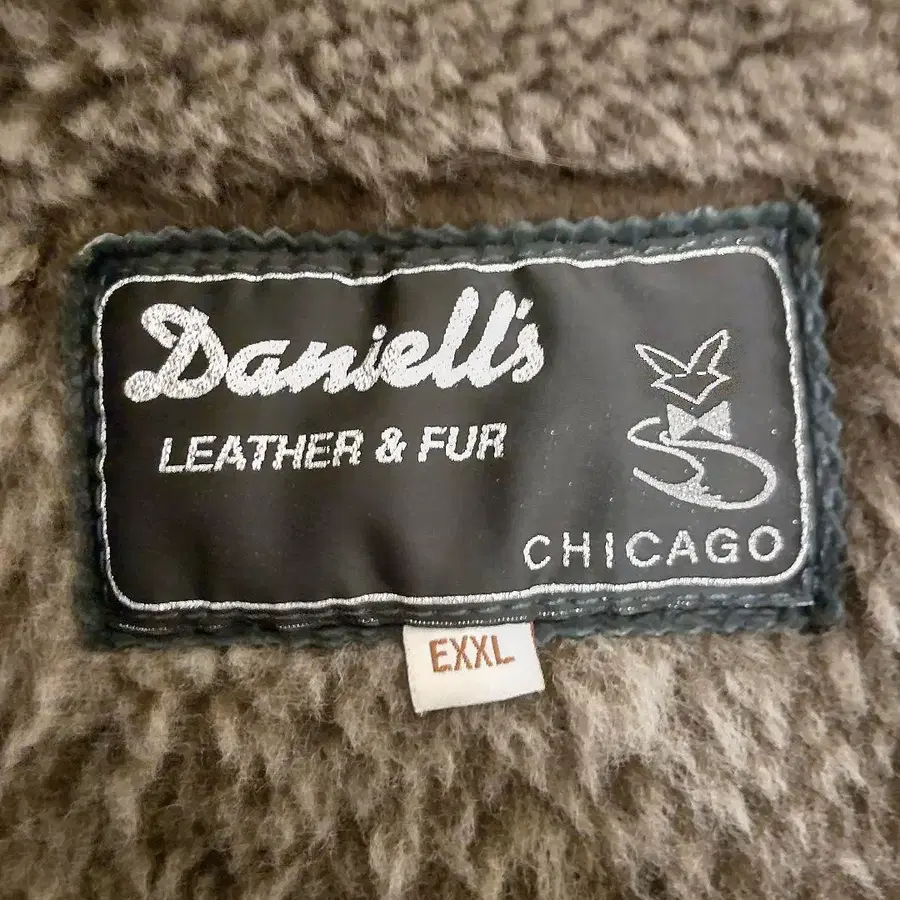 Daniell's
LEATHER & FUR
CHICAGO
EXXL